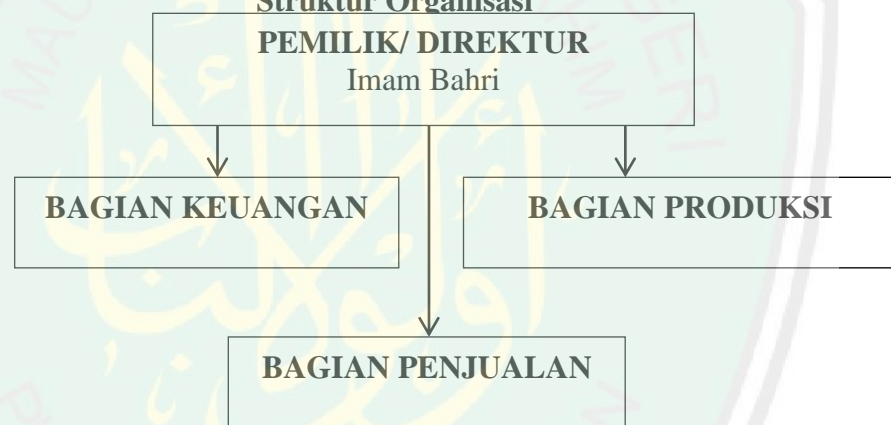 Struktur Organisasi
PEMILIK/ DIREKTUR
Imam Bahri
BAGIAN KEUANGAN
BAGIAN PRODUKSI
BAGIAN PENJUALAN